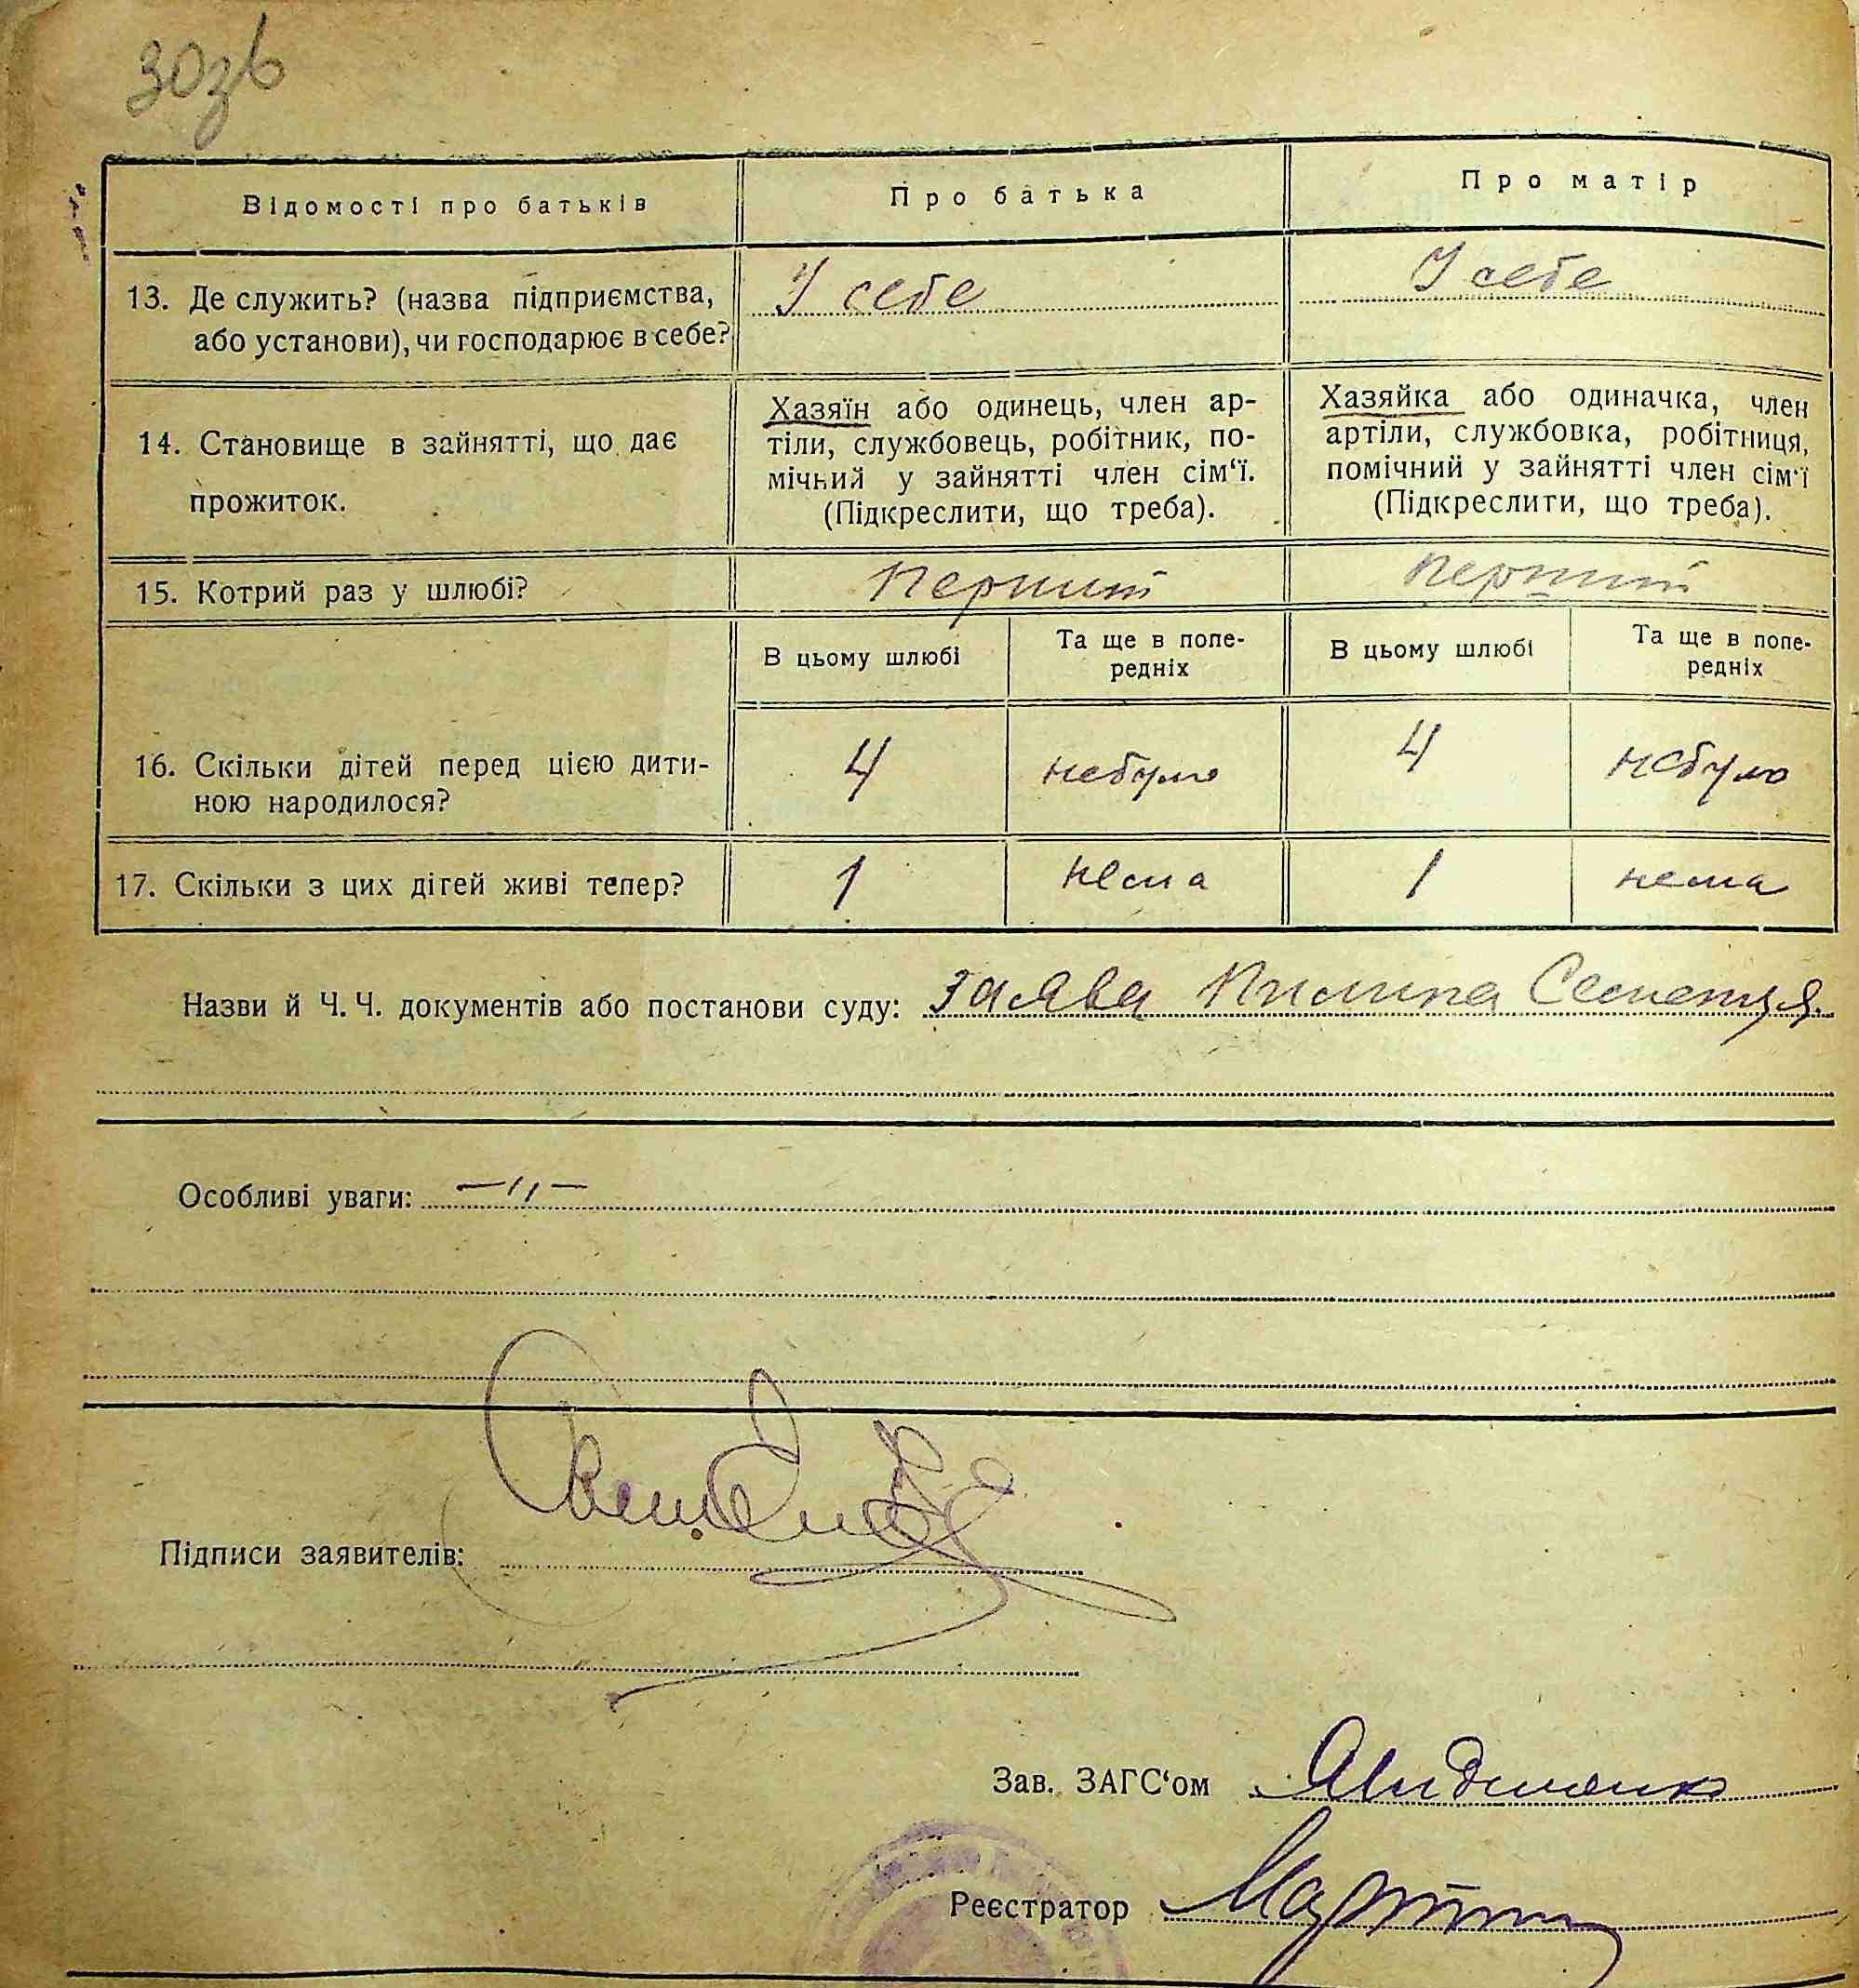 30зв
Відомості про батьків
Про батька
Про матір
13. Де служить? (назва підприємства,
або установи), чи господарює в себе?
У себе
У себе
14. Становище в зайнятті, що дає
прожиток.
Хазяїн або одинець, член ар-
тіли, службовець, робітник, по-
мічний у зайнятті член сім‘ї.
(Підкреслити, що треба).
Хазяйка або одиначка, член
артіли, службовка, робітниця,
помічний у зайнятті член сім‘ї
(Підкреслити, що треба).
15. Котрий раз у шлюбі?
Перший
перший
В цьому шлюбі
Та ще в попе-
редніх
В цьому шлюбі
Та ще в попе-
редніх
16. Скільки дітей перед цією дити-
ною народилося?
4
небуло
4
небуло
17. Скільки з цих дітей живі тепер?
1
нема
1
нема
Назви й Ч. Ч. документів або постанови суду: заява Пилипа
Особливі уваги: —〃—
Підписи заявителів:
Зав. ЗАГС‘ом
Реєстратор